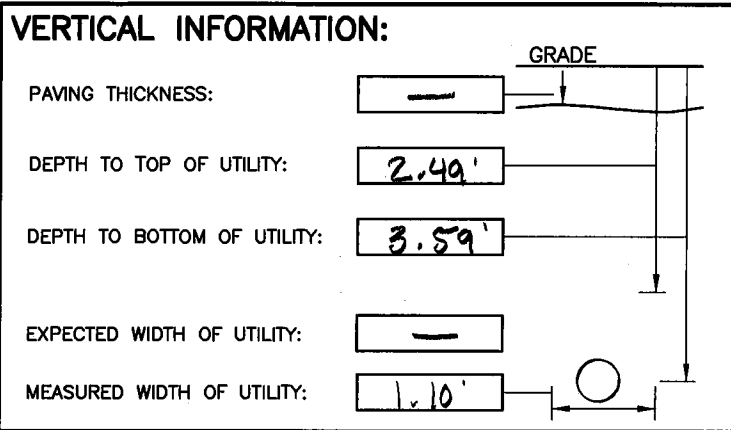 VERTICAL INFORMATION:
GRADE
PAVING THICKNESS: —
DEPTH TO TOP OF UTILITY: 2.49'
DEPTH TO BOTTOM OF UTILITY: 3.59'
EXPECTED WIDTH OF UTILITY: —
MEASURED WIDTH OF UTILITY: 1.10'